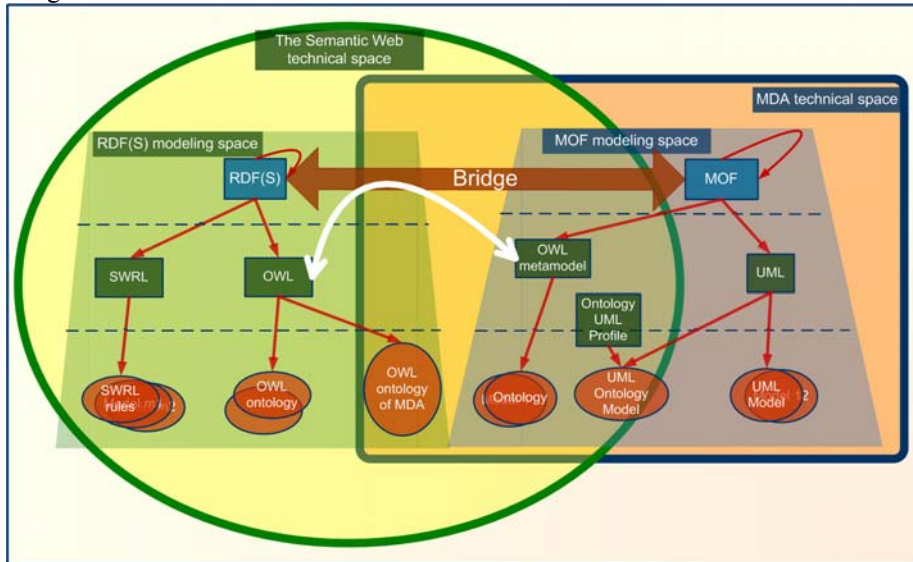 The Semantic Web
technical space
MDA technical space
RDF(S) modeling space
MOF modeling space
RDF(S)
Bridge
MOF
SWRL
OWL
OWL
metamodel
UML
Ontology
UML
Profile
SWRL
rules
OWL
ontology
OWL
ontology
of MDA
Ontology
UML
Ontology
Model
UML
Model